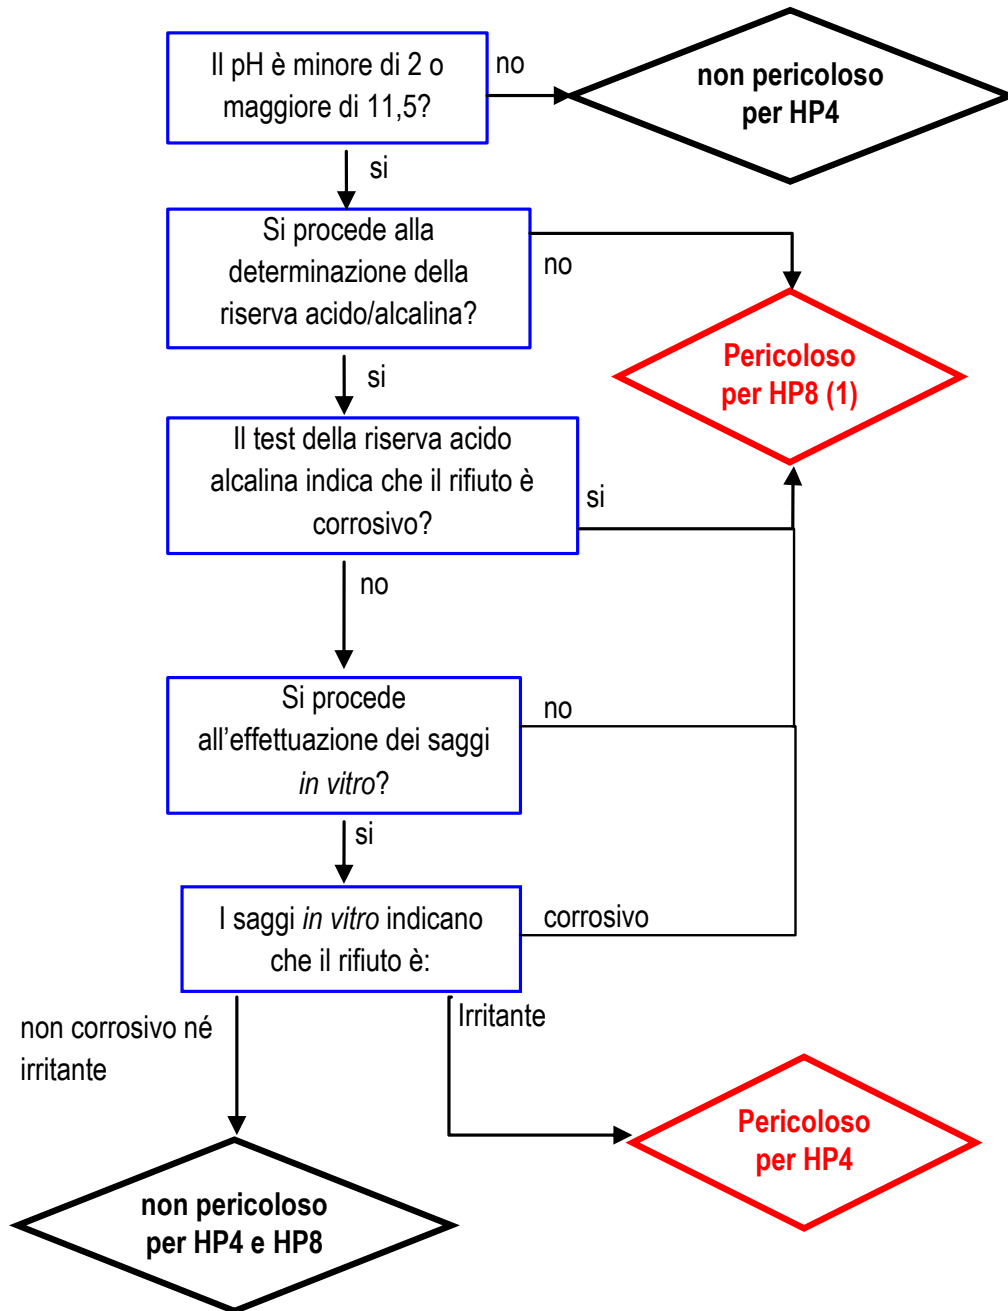 Il pH è minore di 2 o
maggiore di 11,5?
no
non pericoloso
per HP4
si
Si procede alla
determinazione della
riserva acido/alcalina?
no
Pericoloso
per HP8 (1)
si
Il test della riserva acido
alcalina indica che il rifiuto è
corrosivo?
si
no
Si procede
all'effettuazione dei saggi
in vitro?
no
si
I saggi in vitro indicano
che il rifiuto è:
corrosivo
non corrosivo né
irritante
Irritante
Pericoloso
per HP4
non pericoloso
per HP4 e HP8